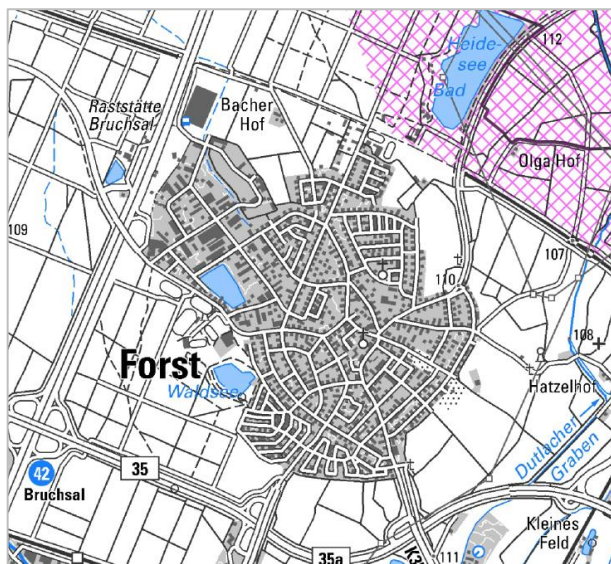 Heide-
see
Bad
112
Raststätte
Bruchsal
Bacher
Hof
Olga Hof
109
107
110
108
Forst
Waldsee
Hatzelhof
Dutlacher
Graben
42
Bruchsal
35
35a
111
Kleines
Feld